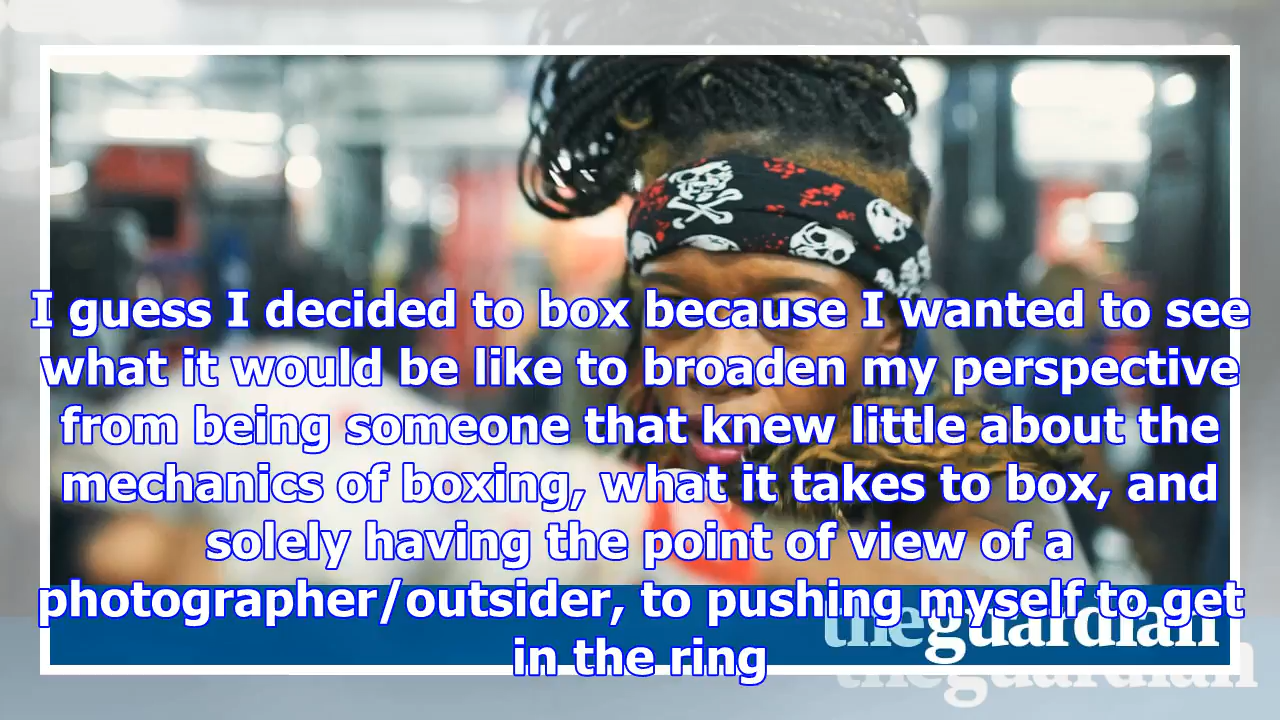 I guess I decided to box because I wanted to see
what it would be like to broaden my perspective
from being someone that knew little about the
mechanics of boxing, what it takes to box, and
solely having the point of view of a
photographer/outsider, to pushing myself to get
in the ring
theguardian
theguardian